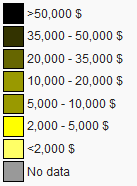 >50,000 $
35,000 - 50,000 $
20,000 - 35,000 $
10,000 - 20,000 $
5,000 - 10,000 $
2,000 - 5,000 $
<2,000 $
No data